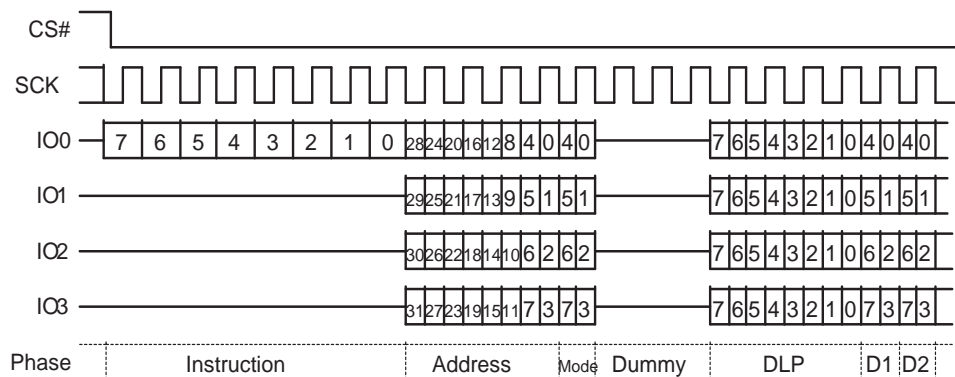 CS#
SCK
IO0 7 6 5 4 3 2 1 0 28 24 20 16 12 8 4 0 4 0 7 6 5 4 3 2 1 0 4 0 4 0
IO1 29 25 21 17 13 9 5 1 5 1 7 6 5 4 3 2 1 0 5 1 5 1
IO2 30 26 22 18 14 10 6 2 6 2 7 6 5 4 3 2 1 0 6 2 6 2
IO3 31 27 23 19 15 11 7 3 7 3 7 6 5 4 3 2 1 0 7 3 7 3
Phase Instruction Address Mode Dummy DLP D1 D2